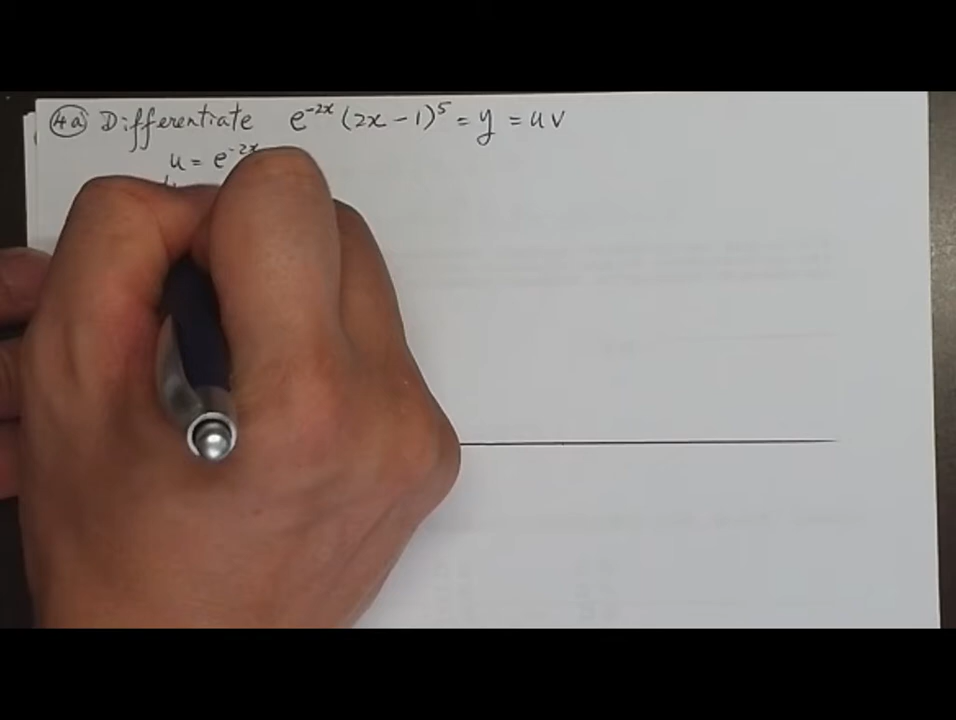 4a Differentiate e^{-2x} (2x - 1)^5 = y = uv
u = e^{-2x}